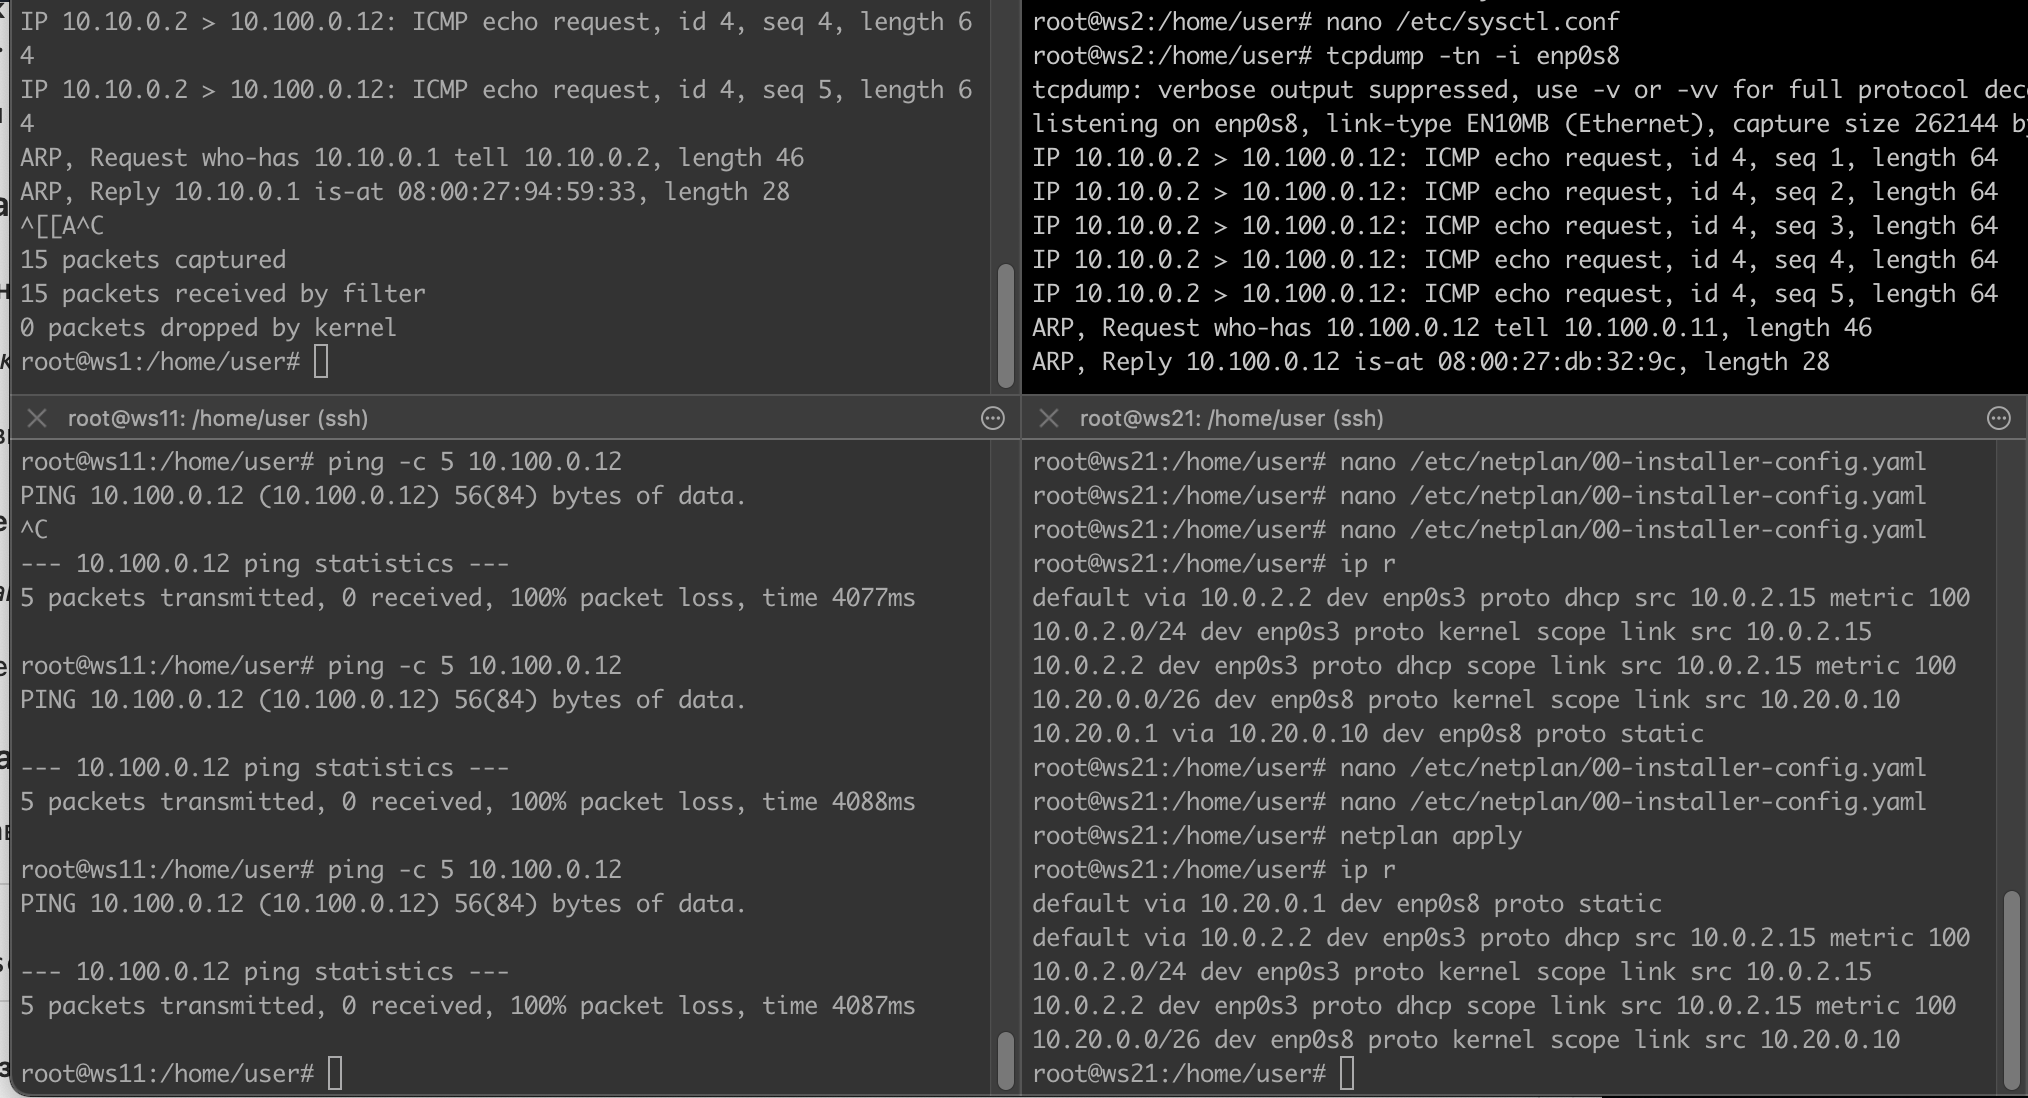 IP 10.10.0.2 > 10.100.0.12: ICMP echo request, id 4, seq 4, length 6
4
IP 10.10.0.2 > 10.100.0.12: ICMP echo request, id 4, seq 5, length 6
4
ARP, Request who-has 10.10.0.1 tell 10.10.0.2, length 46
ARP, Reply 10.10.0.1 is-at 08:00:27:94:59:33, length 28
^[[A^C
15 packets captured
15 packets received by filter
0 packets dropped by kernel
root@ws1:/home/user#
root@ws2:/home/user# nano /etc/sysctl.conf
root@ws2:/home/user# tcpdump -tn -i enp0s8
tcpdump: verbose output suppressed, use -v or -vv for full protocol
listening on enp0s8, link-type EN10MB (Ethernet), capture size 262144
IP 10.10.0.2 > 10.100.0.12: ICMP echo request, id 4, seq 1, length 64
IP 10.10.0.2 > 10.100.0.12: ICMP echo request, id 4, seq 2, length 64
IP 10.10.0.2 > 10.100.0.12: ICMP echo request, id 4, seq 3, length 64
IP 10.10.0.2 > 10.100.0.12: ICMP echo request, id 4, seq 4, length 64
IP 10.10.0.2 > 10.100.0.12: ICMP echo request, id 4, seq 5, length 64
ARP, Request who-has 10.100.0.12 tell 10.100.0.11, length 46
ARP, Reply 10.100.0.12 is-at 08:00:27:db:32:9c, length 28
root@ws11: /home/user (ssh)
root@ws11:/home/user# ping -c 5 10.100.0.12
PING 10.100.0.12 (10.100.0.12) 56(84) bytes of data.
^C
--- 10.100.0.12 ping statistics ---
5 packets transmitted, 0 received, 100% packet loss, time 4077ms
root@ws11:/home/user# ping -c 5 10.100.0.12
PING 10.100.0.12 (10.100.0.12) 56(84) bytes of data.
--- 10.100.0.12 ping statistics ---
5 packets transmitted, 0 received, 100% packet loss, time 4088ms
root@ws11:/home/user# ping -c 5 10.100.0.12
PING 10.100.0.12 (10.100.0.12) 56(84) bytes of data.
--- 10.100.0.12 ping statistics ---
5 packets transmitted, 0 received, 100% packet loss, time 4087ms
root@ws11:/home/user#
root@ws21: /home/user (ssh)
root@ws21:/home/user# nano /etc/netplan/00-installer-config.yaml
root@ws21:/home/user# nano /etc/netplan/00-installer-config.yaml
root@ws21:/home/user# nano /etc/netplan/00-installer-config.yaml
root@ws21:/home/user# ip r
default via 10.0.2.2 dev enp0s3 proto dhcp src 10.0.2.15 metric 100
10.0.2.0/24 dev enp0s3 proto kernel scope link src 10.0.2.15
10.0.2.2 dev enp0s3 proto dhcp scope link src 10.0.2.15 metric 100
10.20.0.0/26 dev enp0s8 proto kernel scope link src 10.20.0.10
10.20.0.1 via 10.20.0.10 dev enp0s8 proto static
root@ws21:/home/user# nano /etc/netplan/00-installer-config.yaml
root@ws21:/home/user# nano /etc/netplan/00-installer-config.yaml
root@ws21:/home/user# netplan apply
root@ws21:/home/user# ip r
default via 10.20.0.1 dev enp0s8 proto static
default via 10.0.2.2 dev enp0s3 proto dhcp src 10.0.2.15 metric 100
10.0.2.0/24 dev enp0s3 proto kernel scope link src 10.0.2.15
10.0.2.2 dev enp0s3 proto dhcp scope link src 10.0.2.15 metric 100
10.20.0.0/26 dev enp0s8 proto kernel scope link src 10.20.0.10
root@ws21:/home/user#